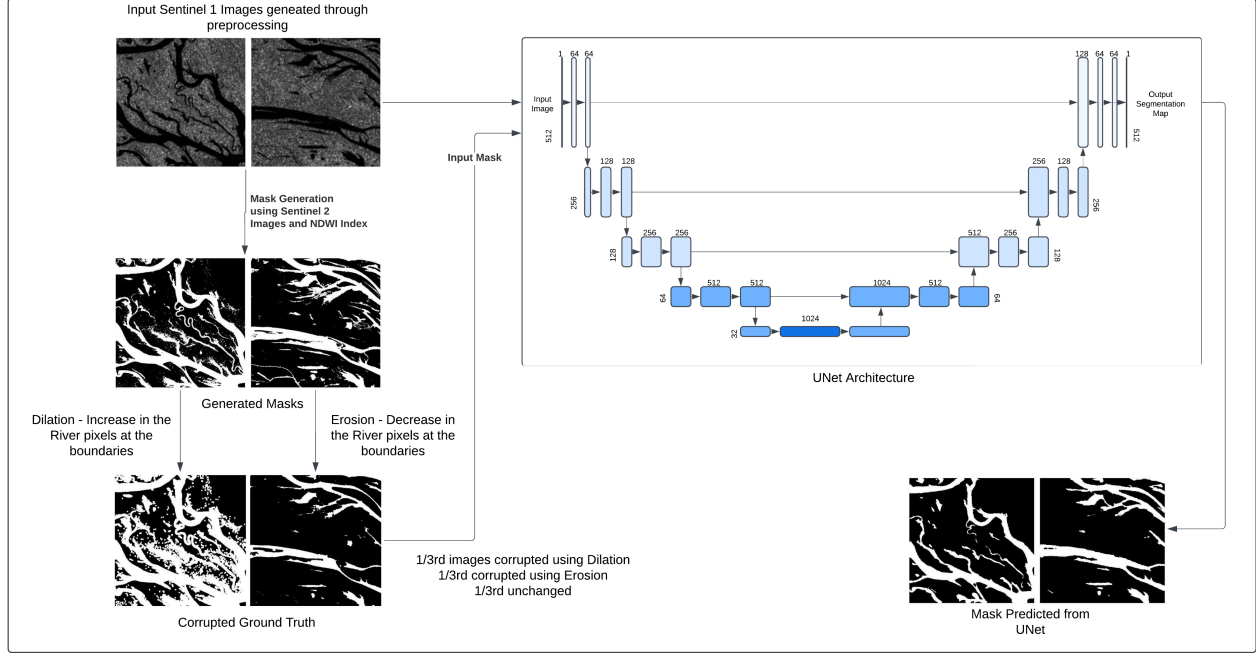 Input Sentinel 1 Images geneated through
preprocessing
Mask Generation
using Sentinel 2
Images and NDWI Index
Generated Masks
Dilation - Increase in the
River pixels at the
boundaries
Erosion - Decrease in
the River pixels at the
boundaries
Corrupted Ground Truth
1/3rd images corrupted using Dilation
1/3rd corrupted using Erosion
1/3rd unchanged
Input Mask
Input
Image
1 64 64
512
256
128 128
128
256 256
64
512 512
32
1024
1024 512
64
512 256
128
256 128
256
128 64 64 1
512
Output
Segmentation
Map
UNet Architecture
Mask Predicted from
UNet